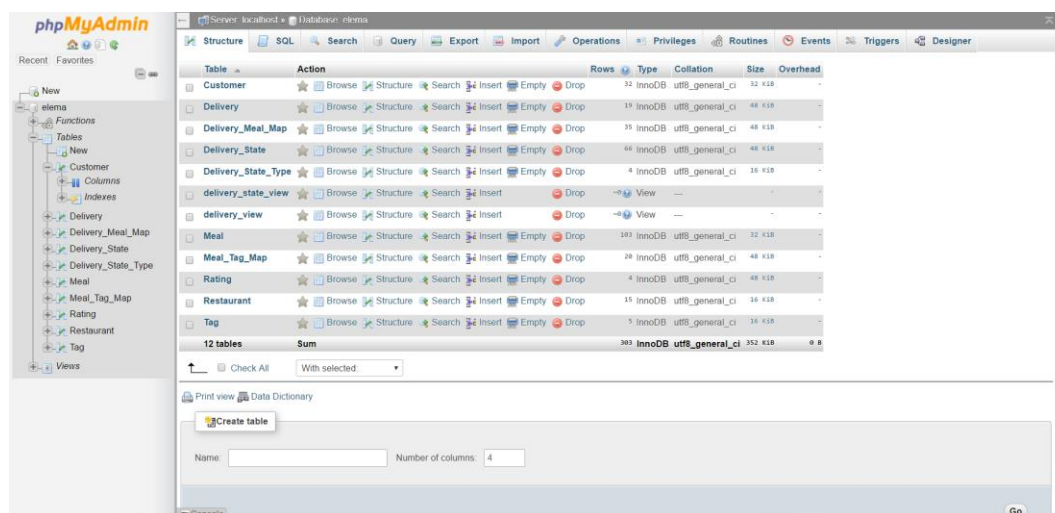 phpMyAdmin
Recent Favorites
New
elema
Functions
Tables
New
Customer
Columns
Indexes
Delivery
Delivery_Meal_Map
Delivery_State
Delivery_State_Type
Meal
Meal_Tag_Map
Rating
Restaurant
Tag
Views
Server: localhost » Database: elema
Structure SQL Search Query Export Import Operations Privileges Routines Events Triggers Designer
Table Action Rows Type Collation Size Overhead
Customer Browse Structure Search Insert Empty Drop 32 InnoDB utf8_general_ci 32 KiB -
Delivery Browse Structure Search Insert Empty Drop 19 InnoDB utf8_general_ci 48 KiB -
Delivery_Meal_Map Browse Structure Search Insert Empty Drop 35 InnoDB utf8_general_ci 48 KiB -
Delivery_State Browse Structure Search Insert Empty Drop 66 InnoDB utf8_general_ci 48 KiB -
Delivery_State_Type Browse Structure Search Insert Empty Drop 4 InnoDB utf8_general_ci 16 KiB -
delivery_state_view Browse Structure Search Insert Drop ~0 View --- - -
delivery_view Browse Structure Search Insert Drop ~0 View --- - -
Meal Browse Structure Search Insert Empty Drop 103 InnoDB utf8_general_ci 32 KiB -
Meal_Tag_Map Browse Structure Search Insert Empty Drop 20 InnoDB utf8_general_ci 48 KiB -
Rating Browse Structure Search Insert Empty Drop 4 InnoDB utf8_general_ci 48 KiB -
Restaurant Browse Structure Search Insert Empty Drop 15 InnoDB utf8_general_ci 16 KiB -
Tag Browse Structure Search Insert Empty Drop 5 InnoDB utf8_general_ci 16 KiB -
12 tables Sum 303 InnoDB utf8_general_ci 352 KiB 0 B
Check All With selected:
Print view Data Dictionary
Create table
Name: Number of columns: 4
Go
Console